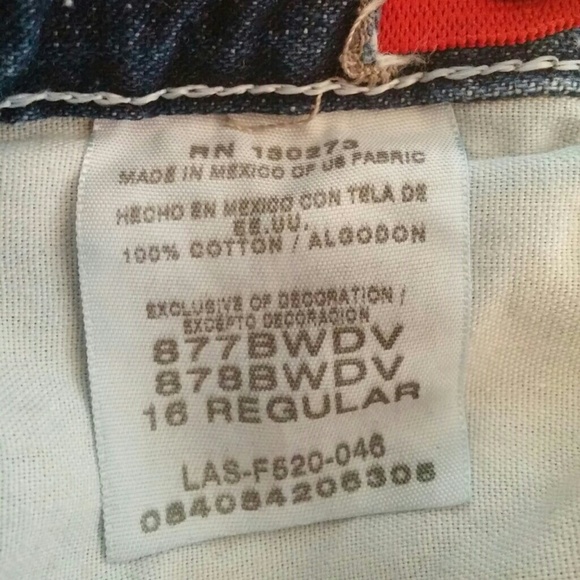 RN 130273
MADE IN MEXICO OF US FABRIC
HECHO EN MEXICO CON TELA DE
EE.UU.
100% COTTON / ALGODON
EXCLUSIVE OF DECORATION /
EXCEPTO DECORACION
877BWDV
878BWDV
16 REGULAR
LAS-F520-046
084084206305